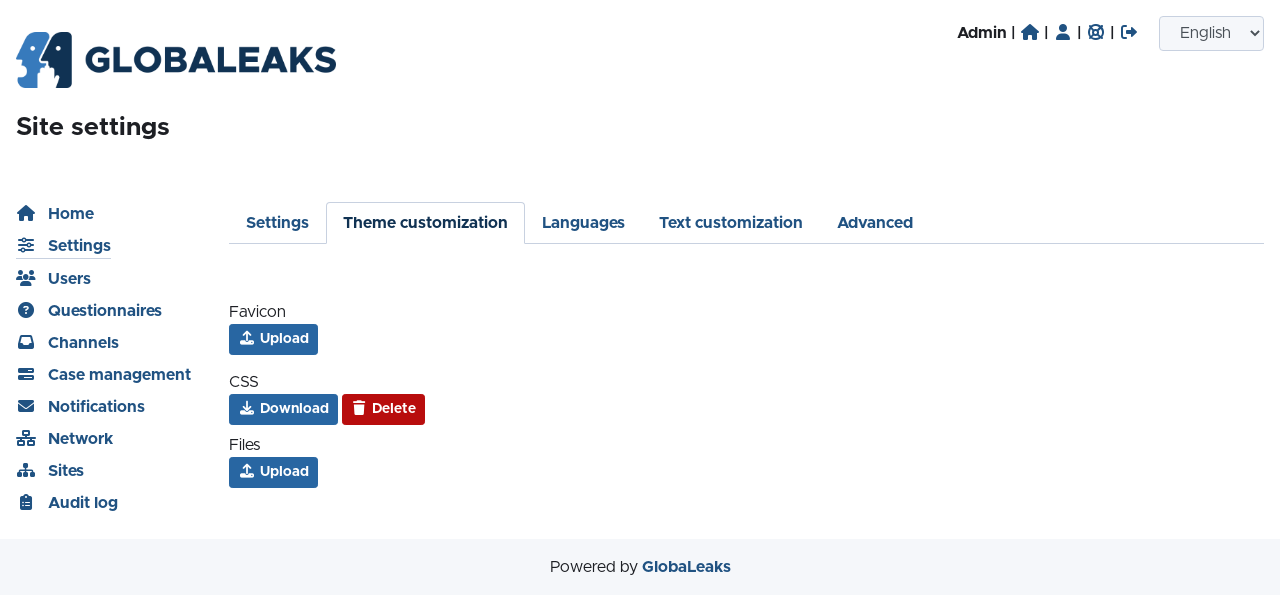 Admin | | | |
English
GLOBALEAKS
Site settings
Home
Settings
Users
Questionnaires
Channels
Case management
Notifications
Network
Sites
Audit log
Settings Theme customization Languages Text customization Advanced
Favicon
Upload
CSS
Download Delete
Files
Upload
Powered by GlobaLeaks